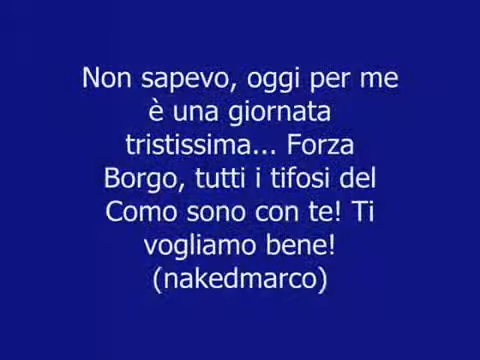 Non sapevo, oggi per me
è una giornata
tristissima... Forza
Borgo, tutti i tifosi del
Como sono con te! Ti
vogliamo bene!
(nakedmarco)